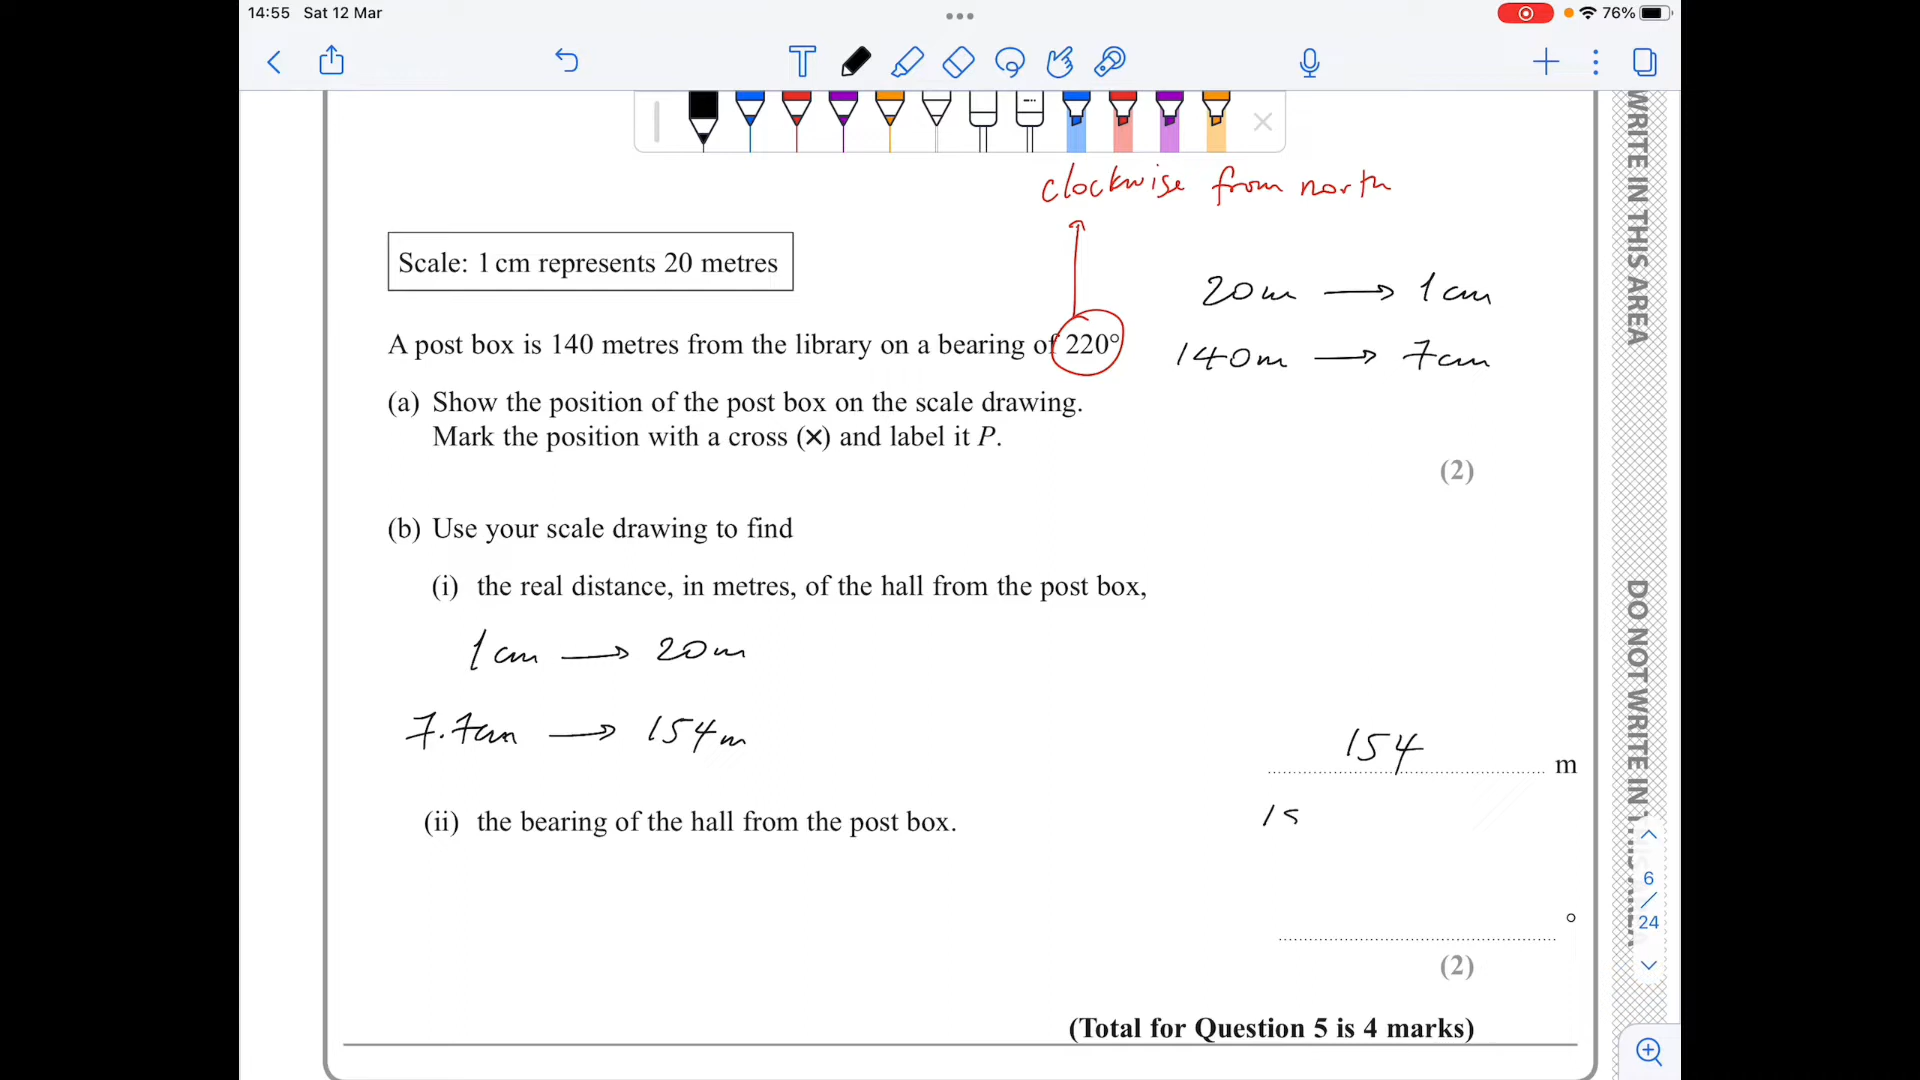 14:55 Sat 12 Mar
76%
T
clockwise from north
Scale: 1 cm represents 20 metres
20m → 1cm
A post box is 140 metres from the library on a bearing of 220°
140m → 7cm
(a) Show the position of the post box on the scale drawing.
Mark the position with a cross (×) and label it P.
(2)
(b) Use your scale drawing to find
(i) the real distance, in metres, of the hall from the post box,
1cm → 20m
7.7cm → 154m
154 m
15
(ii) the bearing of the hall from the post box.
°
(2)
(Total for Question 5 is 4 marks)
WRITE IN THIS AREA
DO NOT WRITE IN THIS AREA
6
/
24